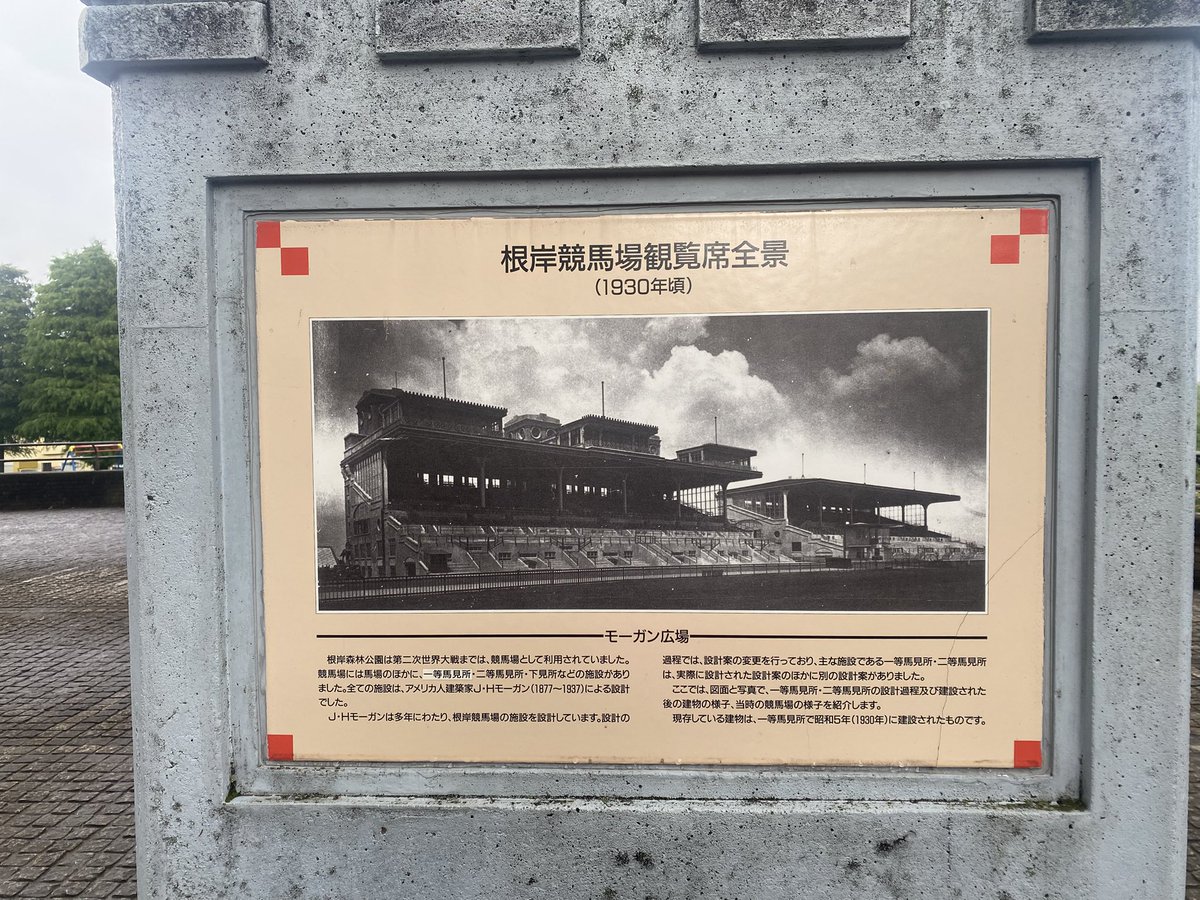 根岸競馬場観覧席全景
(1930年頃)
モーガン広場
根岸森林公園は第二次世界大戦までは、競馬場として利用されていました。
競馬場には馬場のほかに、一等馬見所・二等馬見所・下見所などの施設があり
ました。全ての施設は、アメリカ人建築家J・Hモーガン(1877~1937)による設計
でした。
J・Hモーガンは多年にわたり、根岸競馬場の施設を設計しています。設計の
過程では、設計案の変更を行っており、主な施設である一等馬見所・二等馬見所
は、実際に設計された設計案のほかに別の設計案がありました。
ここでは、図面と写真で、一等馬見所・二等馬見所の設計過程及び建設された
後の建物の様子、当時の競馬場の様子を紹介します。
現存している建物は、一等馬見所で昭和5年(1930年)に建設されたものです。